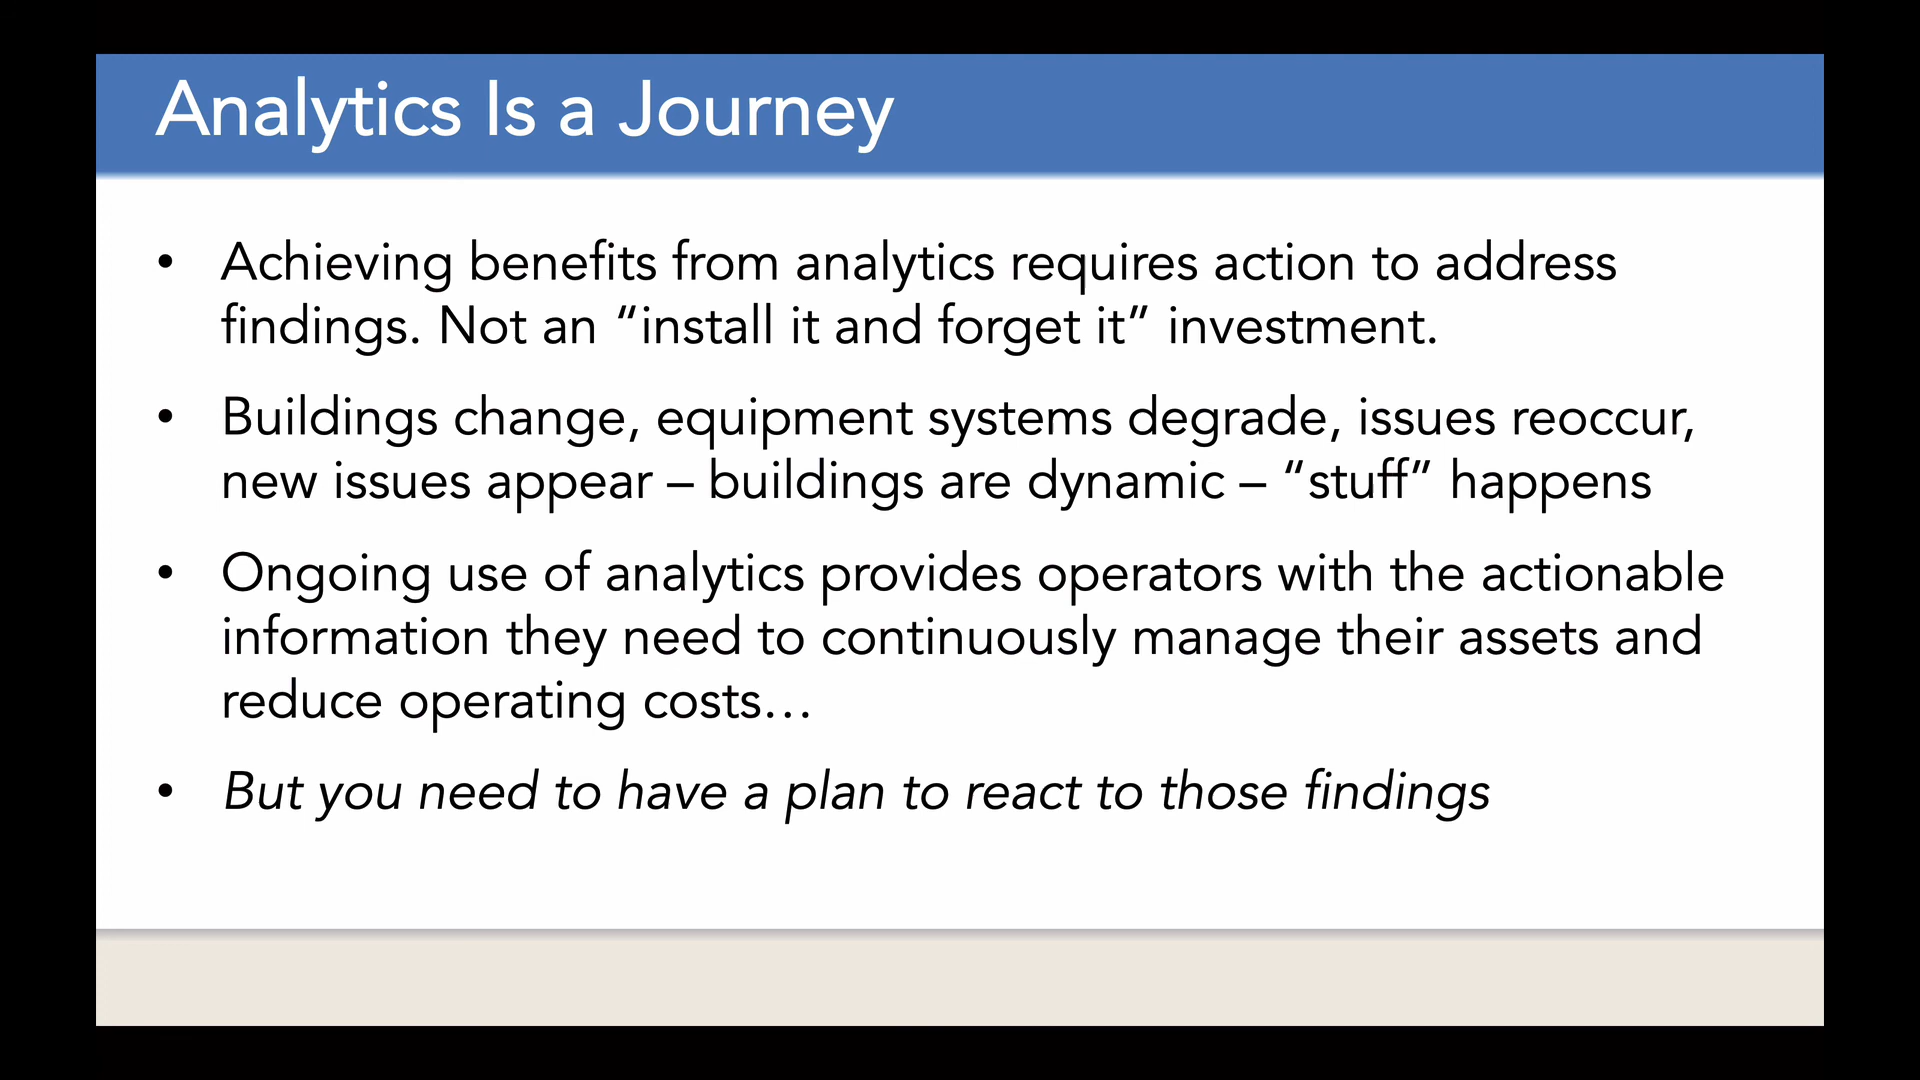 Analytics Is a Journey
• Achieving benefits from analytics requires action to address
findings. Not an “install it and forget it” investment.
• Buildings change, equipment systems degrade, issues reoccur,
new issues appear – buildings are dynamic – “stuff” happens
• Ongoing use of analytics provides operators with the actionable
information they need to continuously manage their assets and
reduce operating costs…
• But you need to have a plan to react to those findings